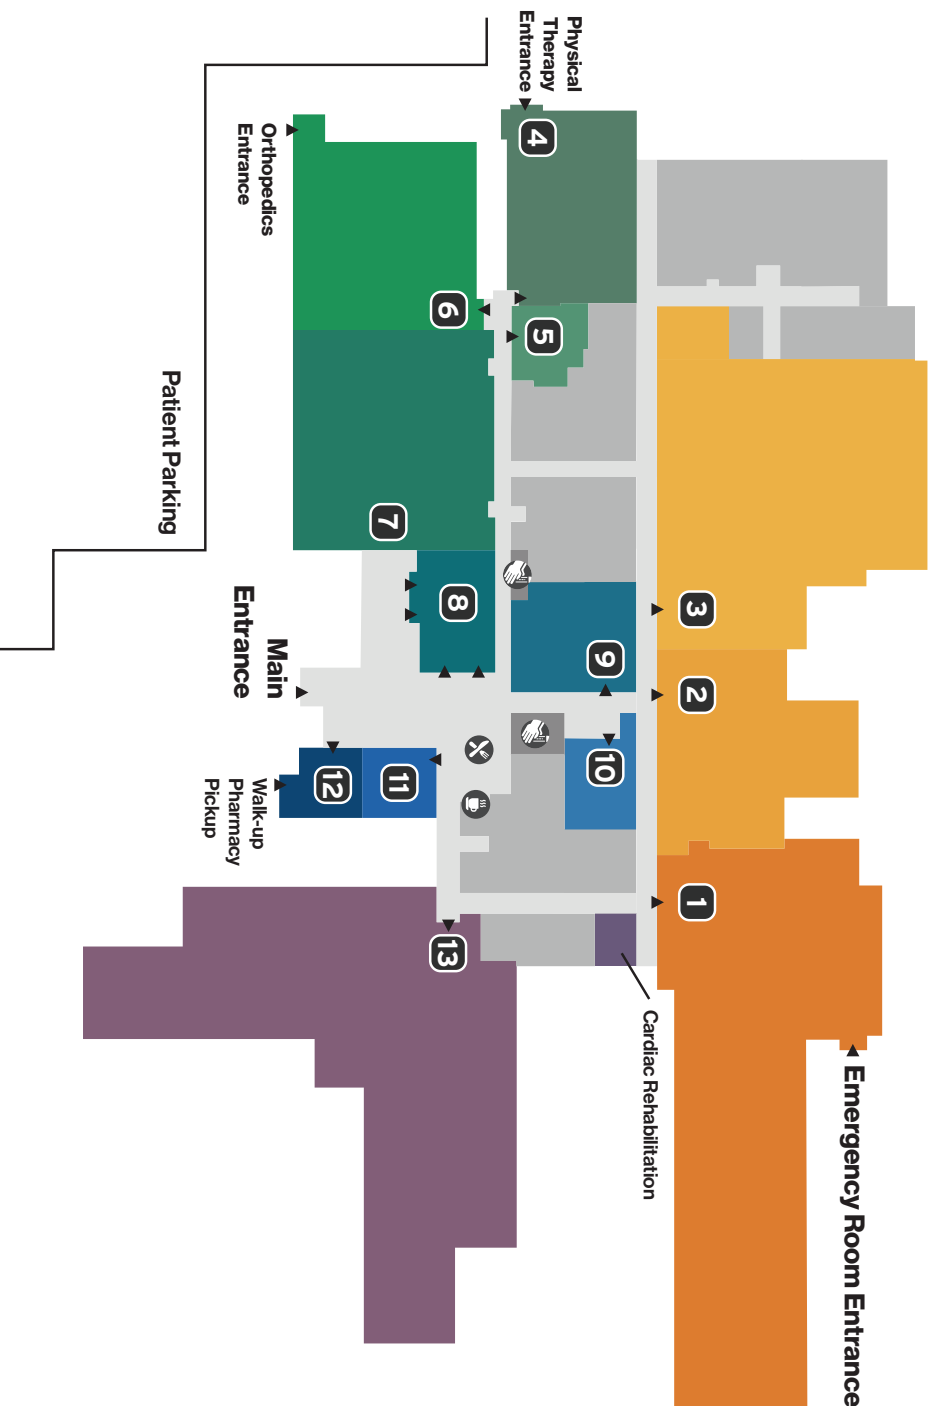 Physical
Therapy
Entrance
4
Orthopedics
Entrance
6
5
Patient Parking
7
8
9
3
2
Main
Entrance
10
11
12
Walk-up
Pharmacy
Pickup
1
13
Cardiac Rehabilitation
Emergency Room Entrance